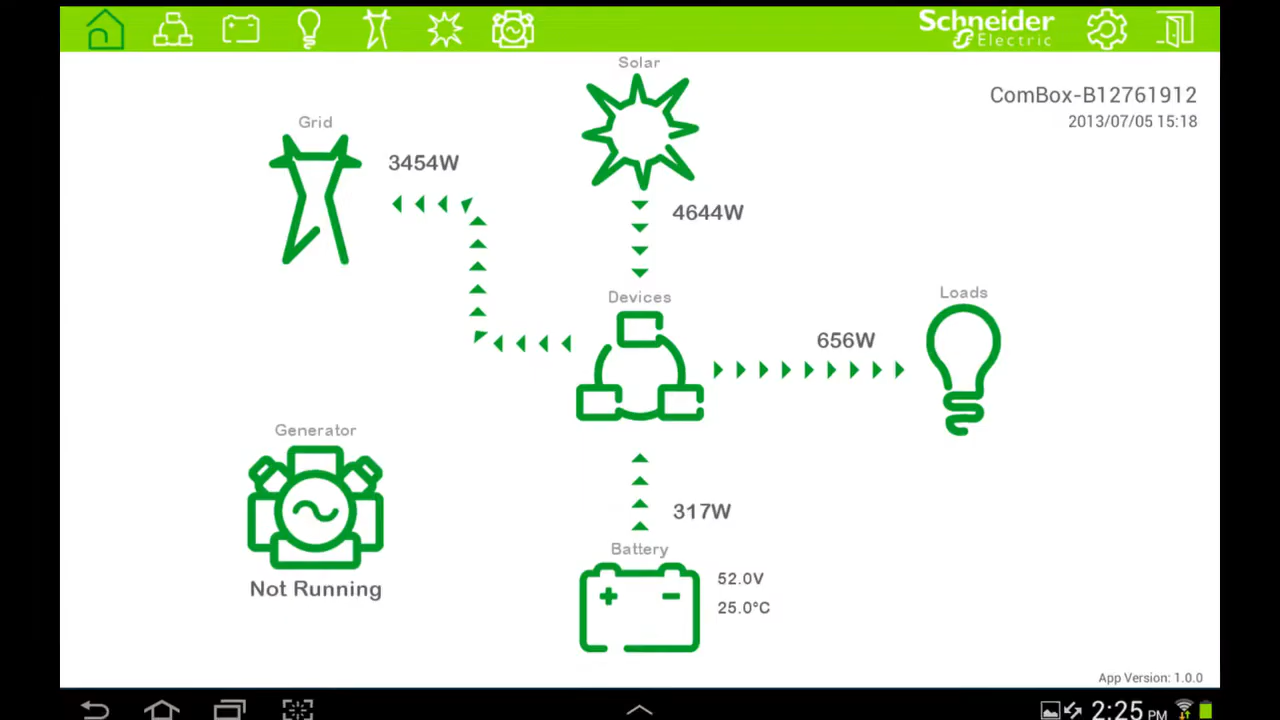 Schneider
Electric
Solar
ComBox-B12761912
2013/07/05 15:18
Grid
3454W
4644W
Devices
Loads
656W
Generator
Not Running
317W
Battery
52.0V
25.0°C
App Version: 1.0.0
2:25 PM